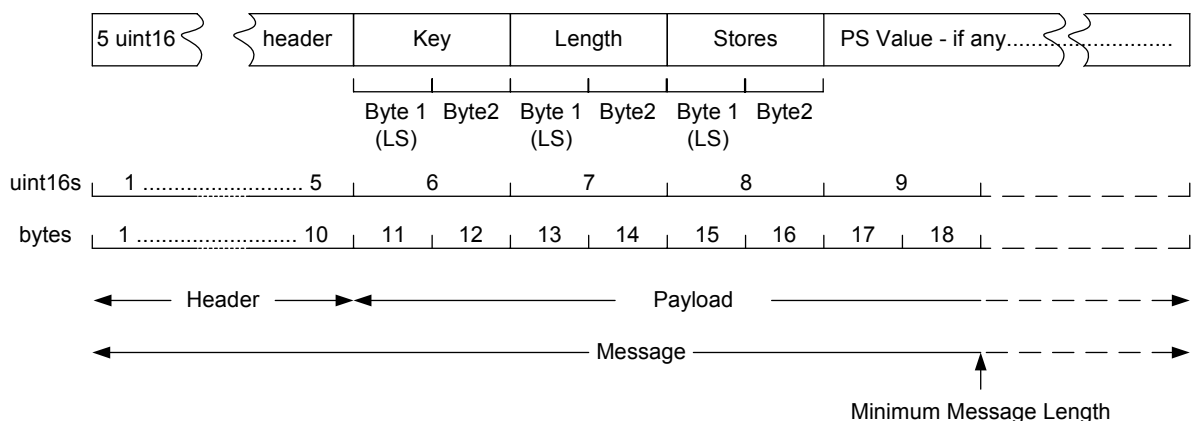 5 uint16 header Key Length Stores PS Value - if any..........................
Byte 1 Byte2 Byte 1 Byte2 Byte 1 Byte2
(LS) (LS) (LS)
uint16s 1 .......................... 5 6 7 8 9
bytes 1 .......................... 10 11 12 13 14 15 16 17 18
Header Payload
Message
Minimum Message Length